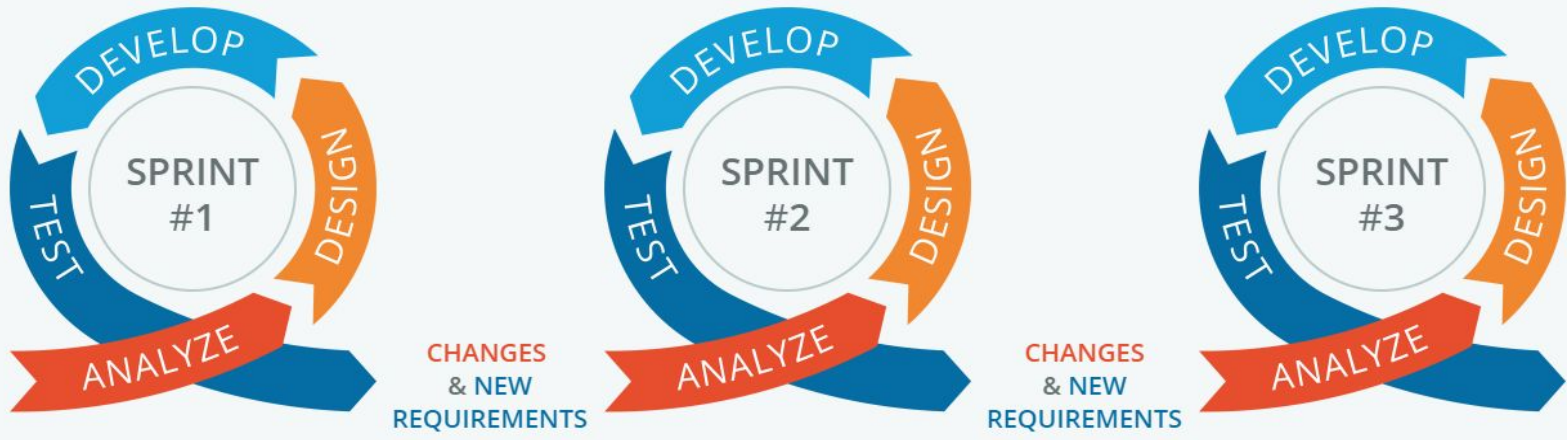 DEVELOP
DESIGN
SPRINT
#1
TEST
ANALYZE
CHANGES
& NEW
REQUIREMENTS
DEVELOP
DESIGN
SPRINT
#2
TEST
ANALYZE
CHANGES
& NEW
REQUIREMENTS
DEVELOP
DESIGN
SPRINT
#3
TEST
ANALYZE